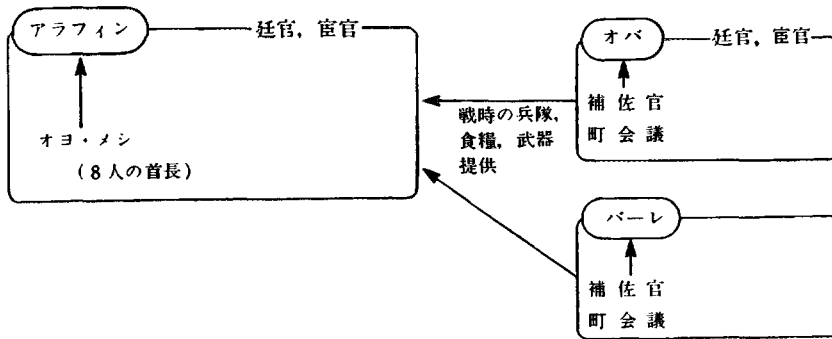 アラフィン
廷官,宦官
オヨ・メシ
(8人の首長)
戦時の兵隊,
食糧,武器
提供
オバ
廷官,宦官
補佐官
町会議
バーレ
補佐官
町会議